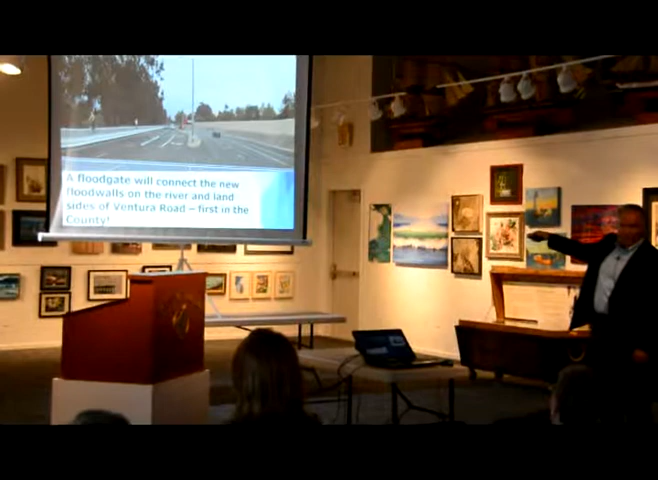 A floodgate will connect the new
floodwalls on the river and land
sides of Ventura Road – first in the
County!